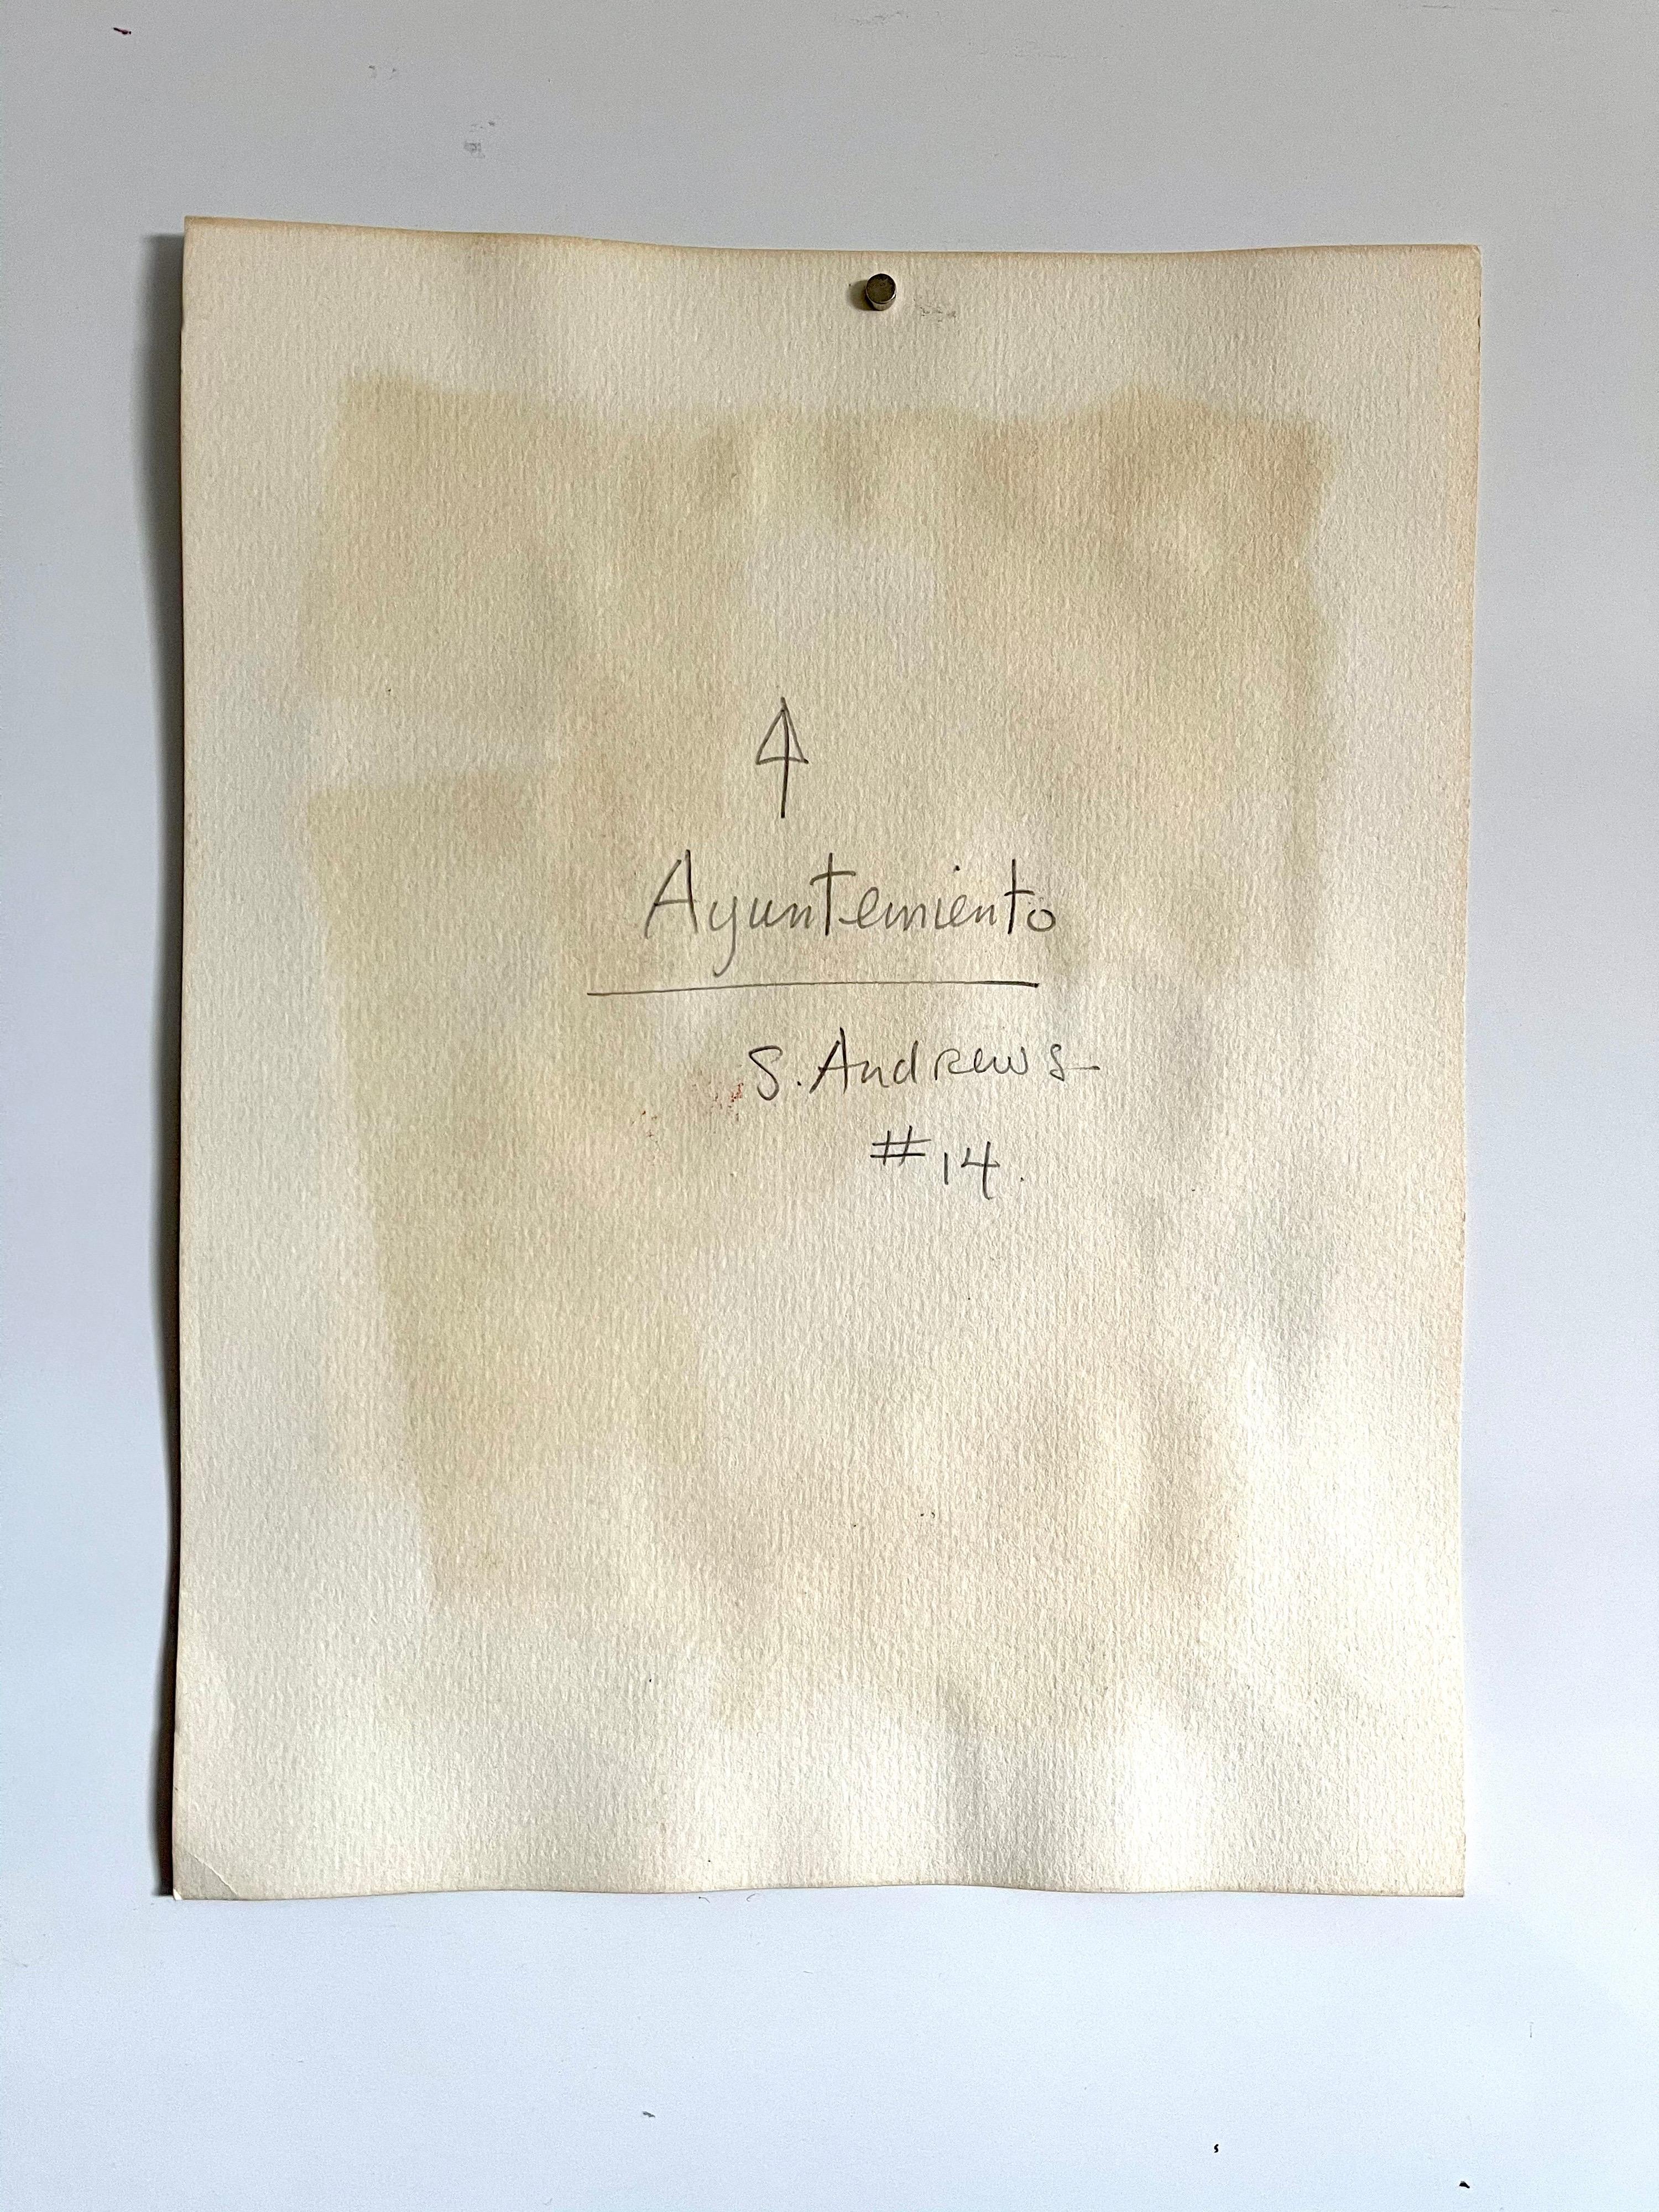 Ayuntemiento
S. Andrews
#14.